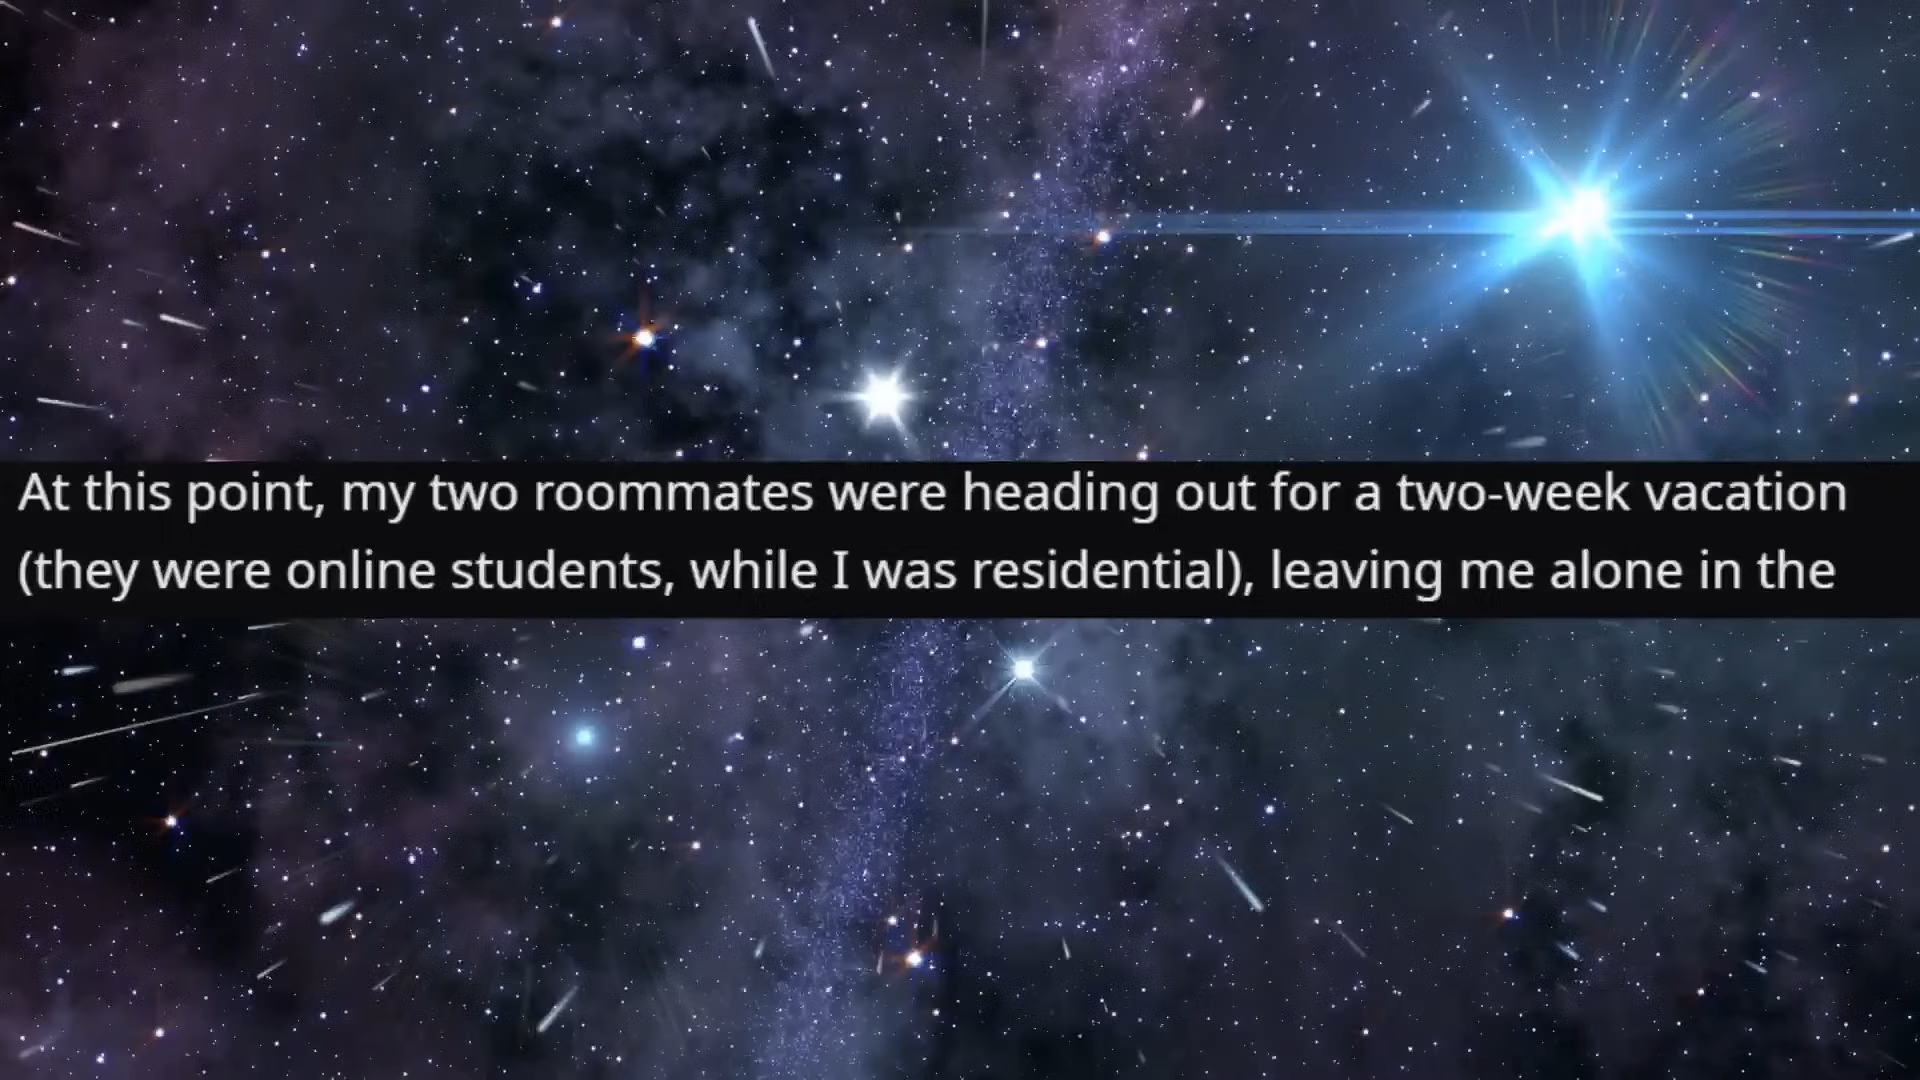 At this point, my two roommates were heading out for a two-week vacation
(they were online students, while I was residential), leaving me alone in the